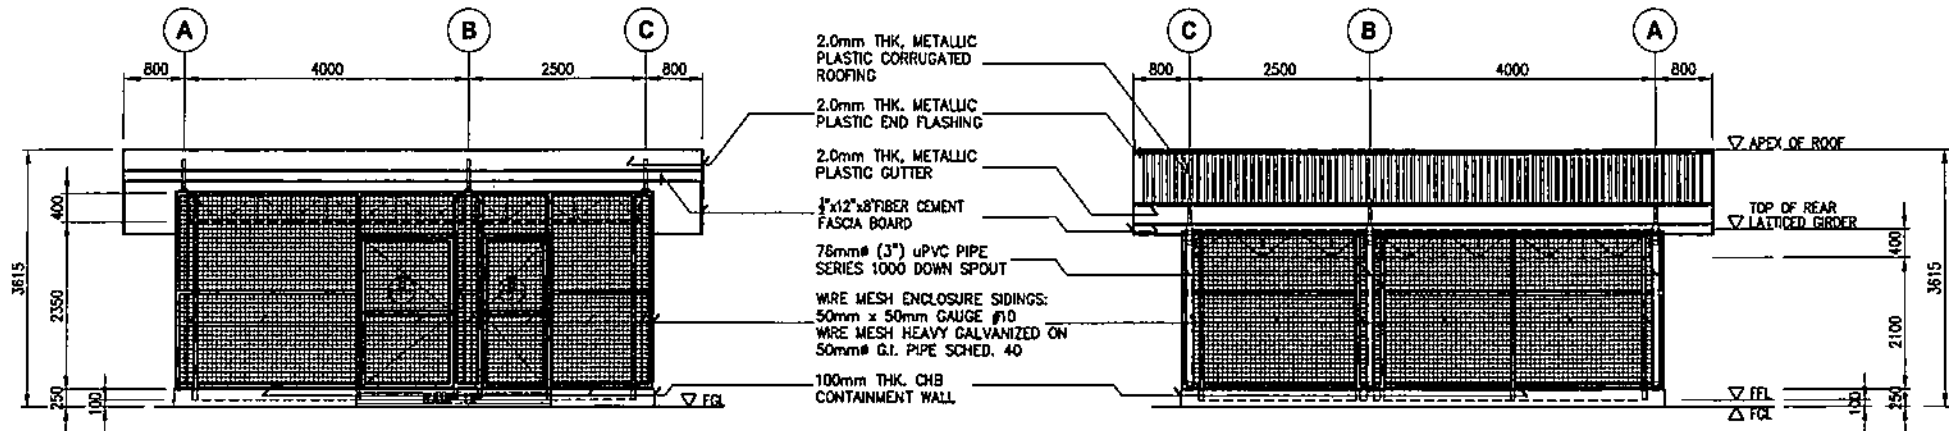 A B C
800 4000 2500 800
2.0mm THK, METALLIC
PLASTIC CORRUGATED
ROOFING
2.0mm THK. METALLIC
PLASTIC END FLASHING
2.0mm THK, METALLIC
PLASTIC GUTTER
x12"x8'FIBER CEMENT
FASCIA BOARD
76mmø (3") uPVC PIPE
SERIES 1000 DOWN SPOUT
WIRE MESH ENCLOSURE SIDINGS:
50mm x 50mm GAUGE #10
WIRE MESH HEAVY GALVANIZED ON
50mmø G.I. PIPE SCHED. 40
100mm THK. CHB
CONTAINMENT WALL
3615
400
2350
250
100
FGL
C B A
800 2500 4000 800
APEX OF ROOF
TOP OF REAR
LATTICED GIRDER
400
2100
250
100
3615
FFL
FGL